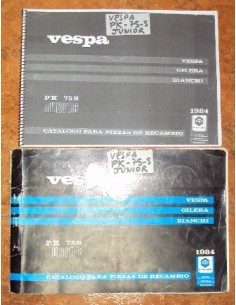 VESPA
PK-75-S
JUNIOR
vespa
VESPA
GILERA
BIANCHI
PK 75S
1984
CATALOGO PARA PIEZAS DE RECAMBIO
VESPA
PK-75-S
JUNIOR
vespa
VESPA
GILERA
BIANCHI
PK 75S
1984
CATALOGO PARA PIEZAS DE RECAMBIO